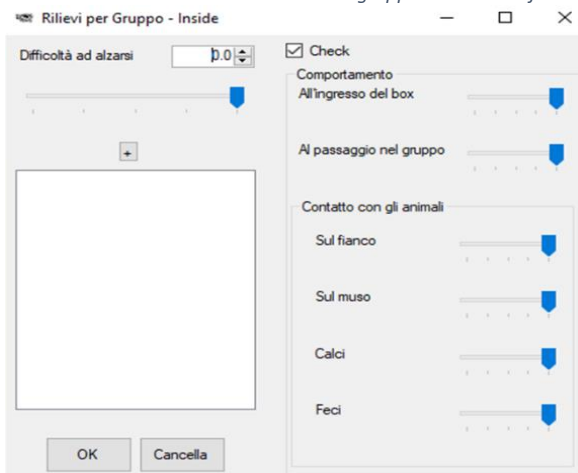 Rilievi per Gruppo - Inside
Difficoltà ad alzarsi
0.0
+
OK
Cancella
Check
Comportamento
All'ingresso del box
Al passaggio nel gruppo
Contatto con gli animali
Sul fianco
Sul muso
Calci
Feci